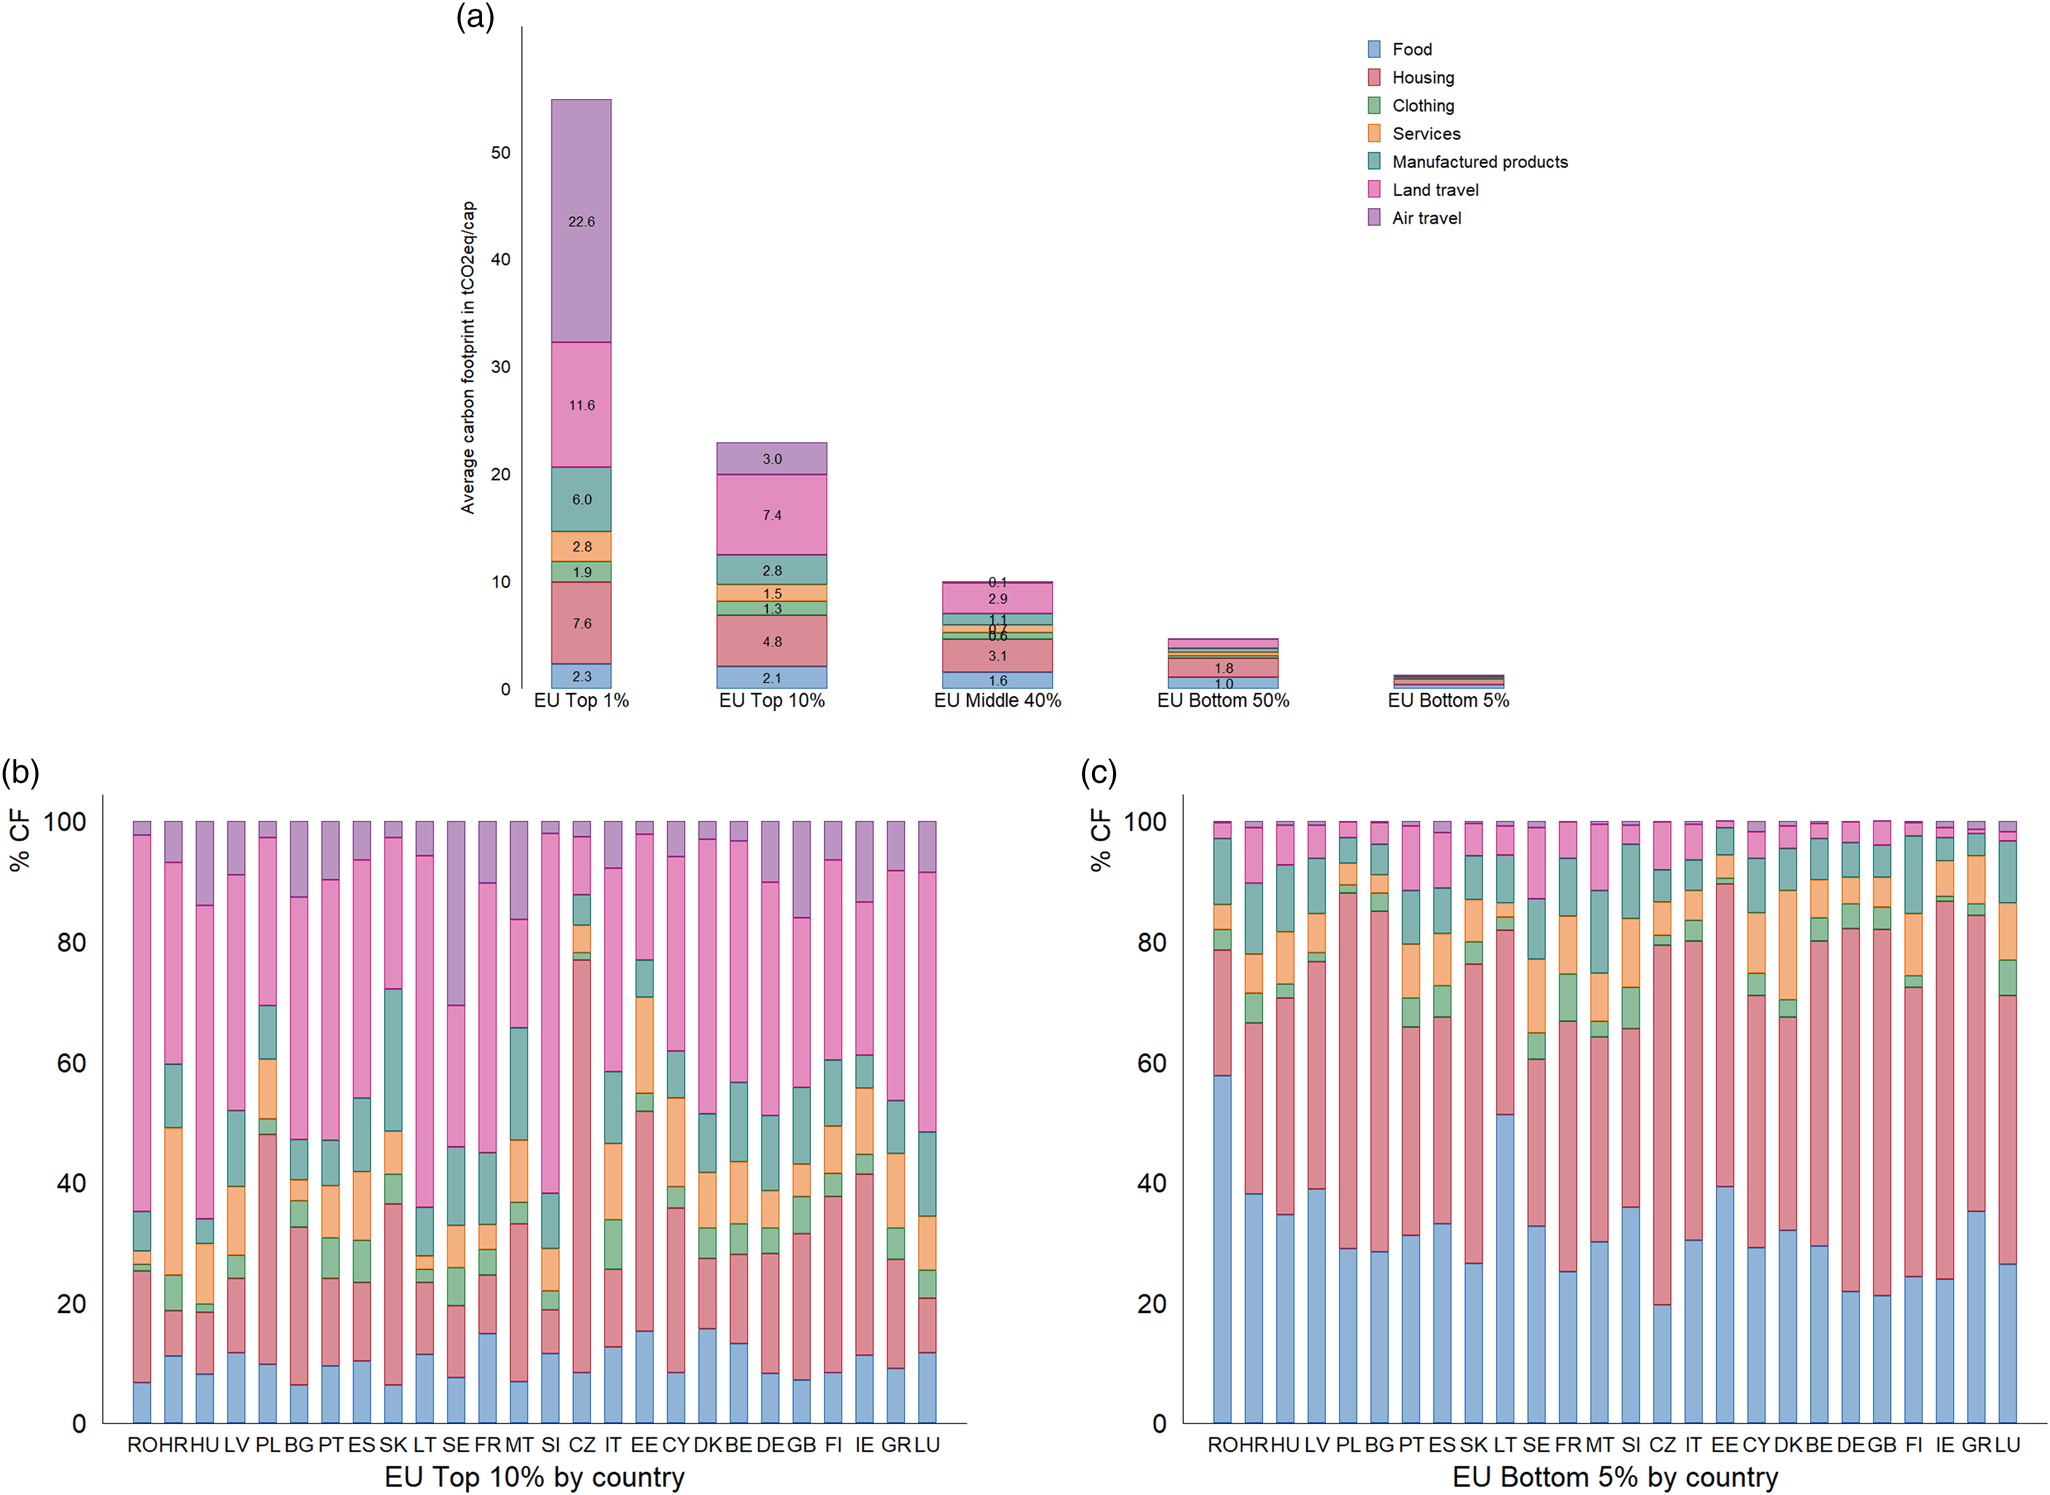 (a)
Average carbon footprint in tCO2eq/cap
50
40
30
20
10
0
22.6
11.6
6.0
2.8
1.9
7.6
2.3
3.0
7.4
2.8
1.5
1.3
4.8
2.1
0.1
2.9
1.1
0.7
0.6
3.1
1.6
1.8
1.0
EU Top 1% EU Top 10% EU Middle 40% EU Bottom 50% EU Bottom 5%
Food
Housing
Clothing
Services
Manufactured products
Land travel
Air travel
(b)
% CF
100
80
60
40
20
0
RO HR HU LV PL BG PT ES SK LT SE FR MT SI CZ IT EE CY DK BE DE GB FI IE GR LU
EU Top 10% by country
(c)
% CF
100
80
60
40
20
0
RO HR HU LV PL BG PT ES SK LT SE FR MT SI CZ IT EE CY DK BE DE GB FI IE GR LU
EU Bottom 5% by country